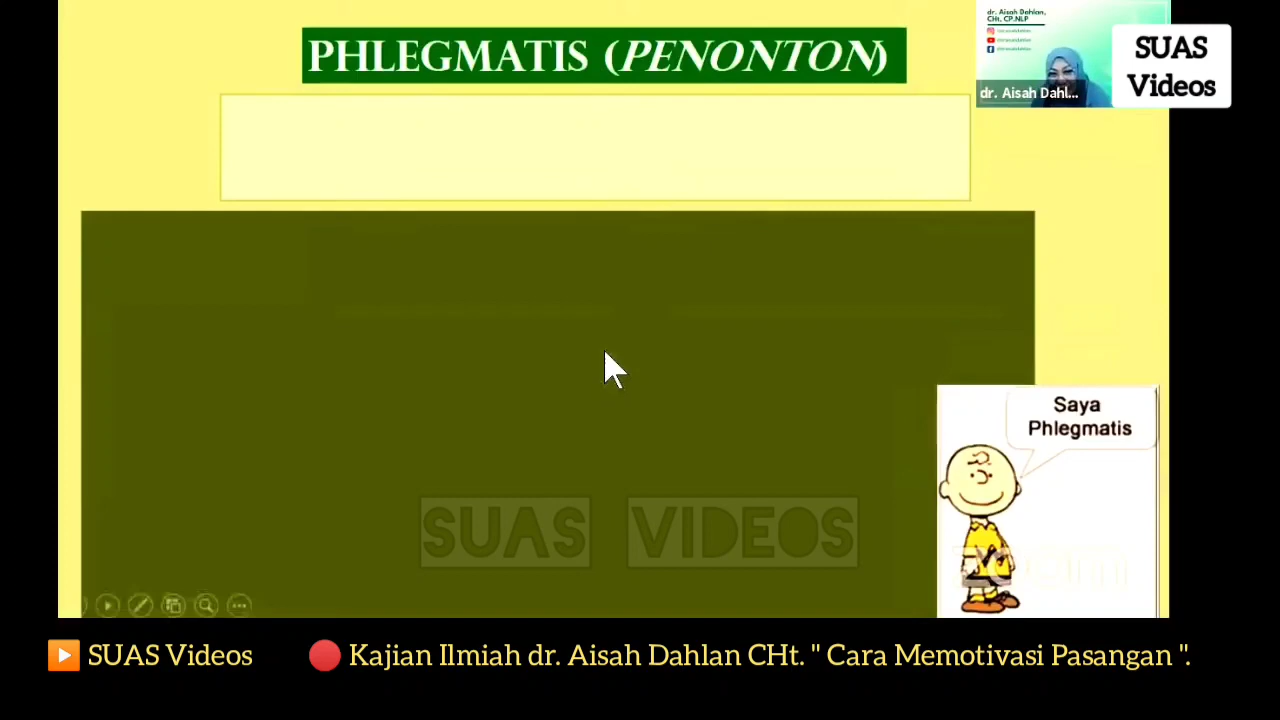 PHLEGMATIS (PENONTON)
dr. Aisah Dahlan,
CHt, CP.NLP
dr. Aisah Dahl...
SUAS
Videos
Saya
Phlegmatis
SUAS VIDEOS
zoom
▶️ SUAS Videos 🔴 Kajian Ilmiah dr. Aisah Dahlan CHt. " Cara Memotivasi Pasangan ".